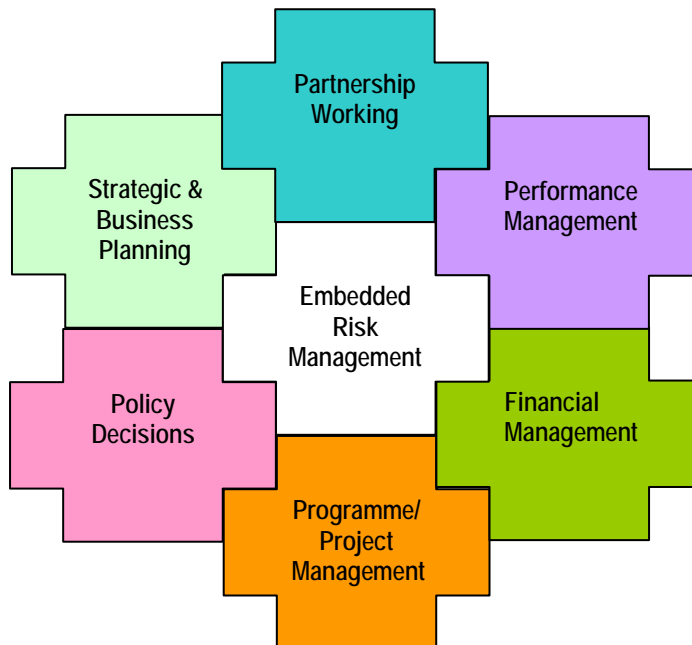 Partnership
Working
Strategic &
Business
Planning
Performance
Management
Embedded
Risk
Management
Policy
Decisions
Financial
Management
Programme/
Project
Management